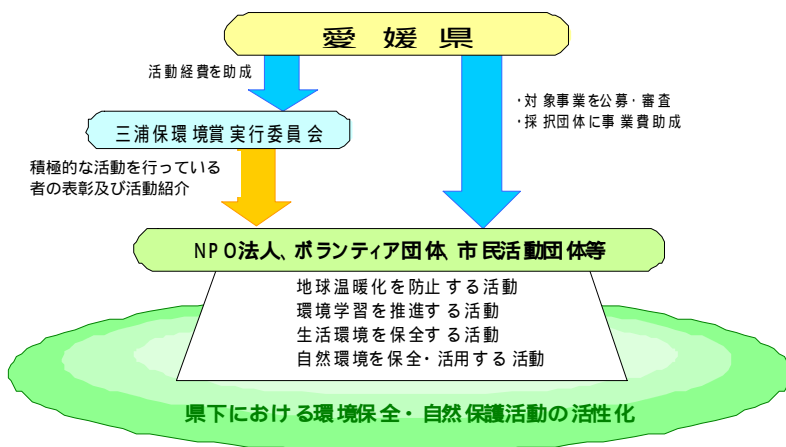 愛媛県
活動経費を助成
・対象事業を公募・審査
・採択団体に事業費助成
三浦保環境賞実行委員会
積極的な活動を行っている
者の表彰及び活動紹介
NPO法人、ボランティア団体、市民活動団体等
地球温暖化を防止する活動
環境学習を推進する活動
生活環境を保全する活動
自然環境を保全・活用する活動
県下における環境保全・自然保護活動の活性化